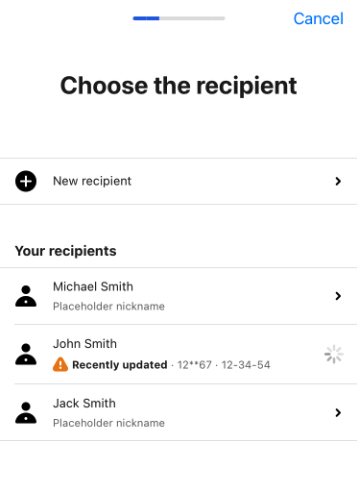 Cancel
Choose the recipient
New recipient
Your recipients
Michael Smith
Placeholder nickname
John Smith
Recently updated · 12**67 · 12-34-54
Jack Smith
Placeholder nickname